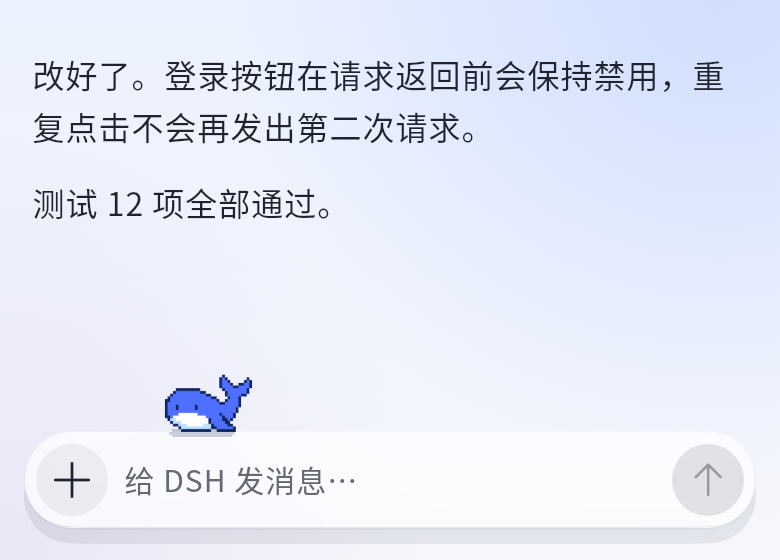 改好了。登录按钮在请求返回前会保持禁用，重
复点击不会再发出第二次请求。
测试 12 项全部通过。
给 DSH 发消息…